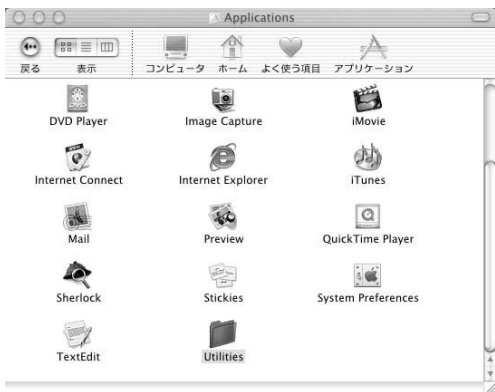 Applications
戻る 表示 コンピュータ ホーム よく使う項目 アプリケーション
DVD Player Image Capture iMovie
Internet Connect Internet Explorer iTunes
Mail Preview QuickTime Player
Sherlock Stickies System Preferences
TextEdit Utilities